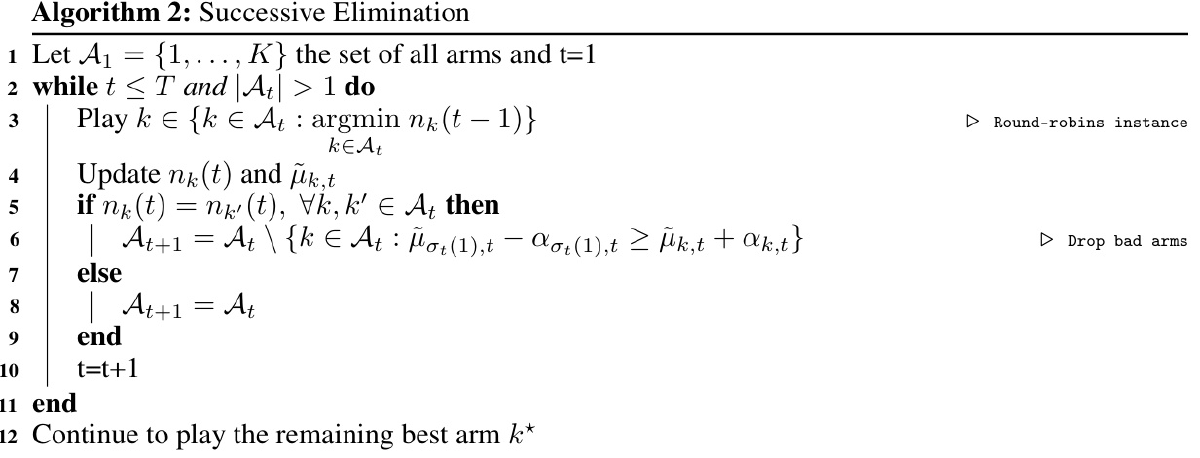 Algorithm 2: Successive Elimination
1 Let 𝒜₁ = {1, . . . , K} the set of all arms and t=1
2 while t ≤ T and |𝒜ₜ| > 1 do
3 Play k ∈ {k ∈ 𝒜ₜ : argmin nₖ(t − 1)} ▷ Round-robins instance
k∈𝒜ₜ
4 Update nₖ(t) and μ̃ₖ,ₜ
5 if nₖ(t) = nₖ′(t), ∀k, k′ ∈ 𝒜ₜ then
6 𝒜ₜ₊₁ = 𝒜ₜ \ {k ∈ 𝒜ₜ : μ̃_{σₜ(1),t} − α_{σₜ(1),t} ≥ μ̃_{k,t} + α_{k,t}} ▷ Drop bad arms
7 else
8 𝒜ₜ₊₁ = 𝒜ₜ
9 end
10 t=t+1
11 end
12 Continue to play the remaining best arm k⋆